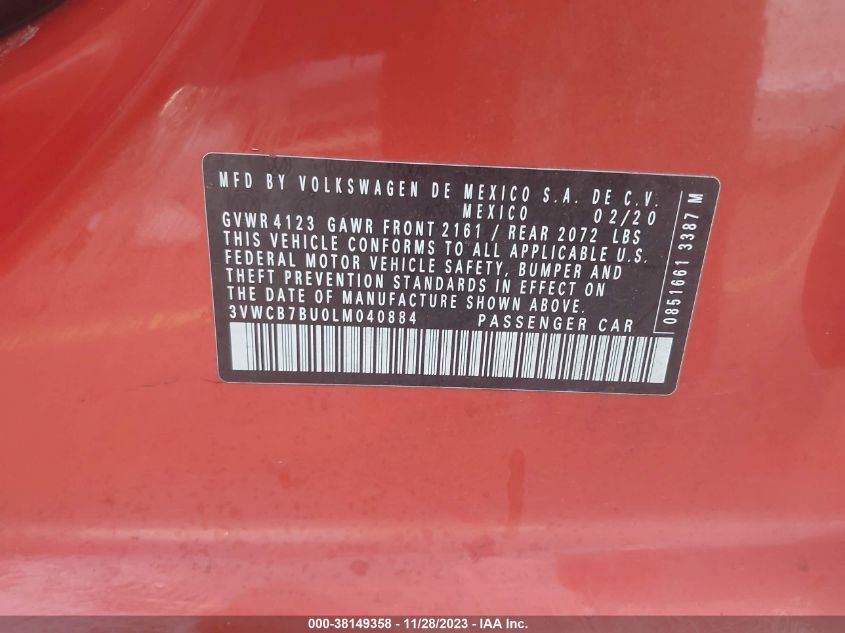 MFD BY VOLKSWAGEN DE MEXICO S.A. DE C.V.
MEXICO 02/20
GVWR 4123 GAWR FRONT 2161 / REAR 2072 LBS
THIS VEHICLE CONFORMS TO ALL APPLICABLE U.S.
FEDERAL MOTOR VEHICLE SAFETY, BUMPER AND
THEFT PREVENTION STANDARDS IN EFFECT ON
THE DATE OF MANUFACTURE SHOWN ABOVE.
3VWCB7BU0LM040884 PASSENGER CAR
0851661 3387 M
000-38149358 - 11/28/2023 - IAA Inc.